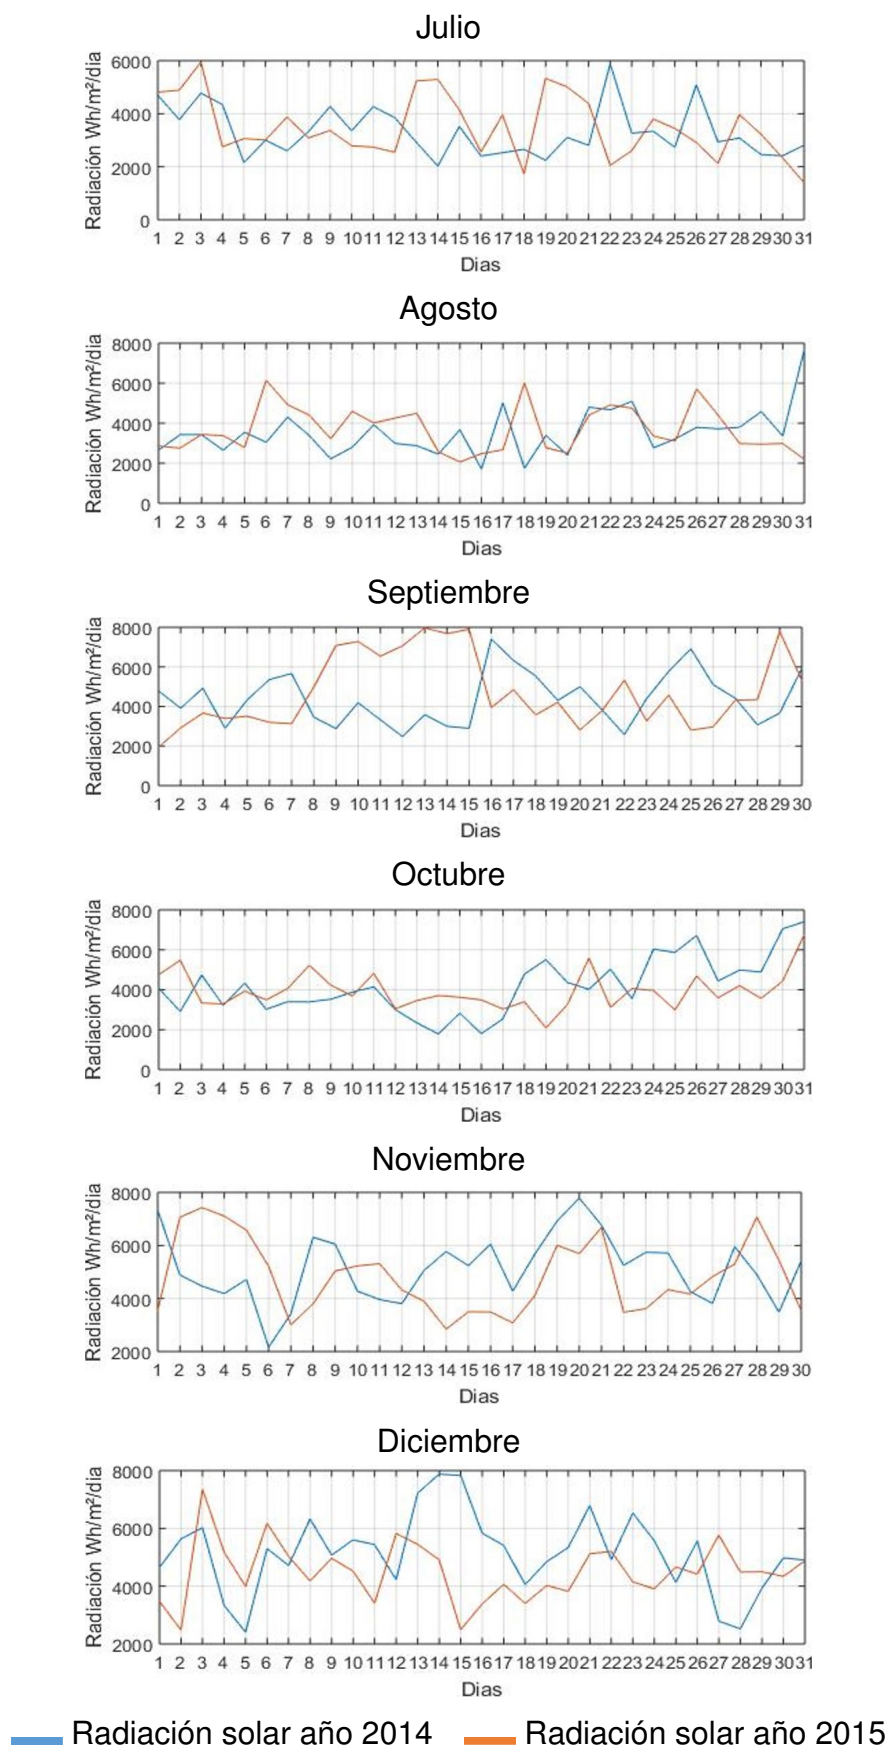 Julio
Radiación Wh/m²/dia
6000
4000
2000
0
1 2 3 4 5 6 7 8 9 10 11 12 13 14 15 16 17 18 19 20 21 22 23 24 25 26 27 28 29 30 31
Dias
Agosto
Radiación Wh/m²/dia
8000
6000
4000
2000
0
1 2 3 4 5 6 7 8 9 10 11 12 13 14 15 16 17 18 19 20 21 22 23 24 25 26 27 28 29 30 31
Dias
Septiembre
Radiación Wh/m²/dia
8000
6000
4000
2000
0
1 2 3 4 5 6 7 8 9 10 11 12 13 14 15 16 17 18 19 20 21 22 23 24 25 26 27 28 29 30
Dias
Octubre
Radiación Wh/m²/dia
8000
6000
4000
2000
0
1 2 3 4 5 6 7 8 9 10 11 12 13 14 15 16 17 18 19 20 21 22 23 24 25 26 27 28 29 30 31
Dias
Noviembre
Radiación Wh/m²/dia
8000
6000
4000
2000
1 2 3 4 5 6 7 8 9 10 11 12 13 14 15 16 17 18 19 20 21 22 23 24 25 26 27 28 29 30
Dias
Diciembre
Radiación Wh/m²/dia
8000
6000
4000
2000
1 2 3 4 5 6 7 8 9 10 11 12 13 14 15 16 17 18 19 20 21 22 23 24 25 26 27 28 29 30 31
Dias
Radiación solar año 2014 Radiación solar año 2015